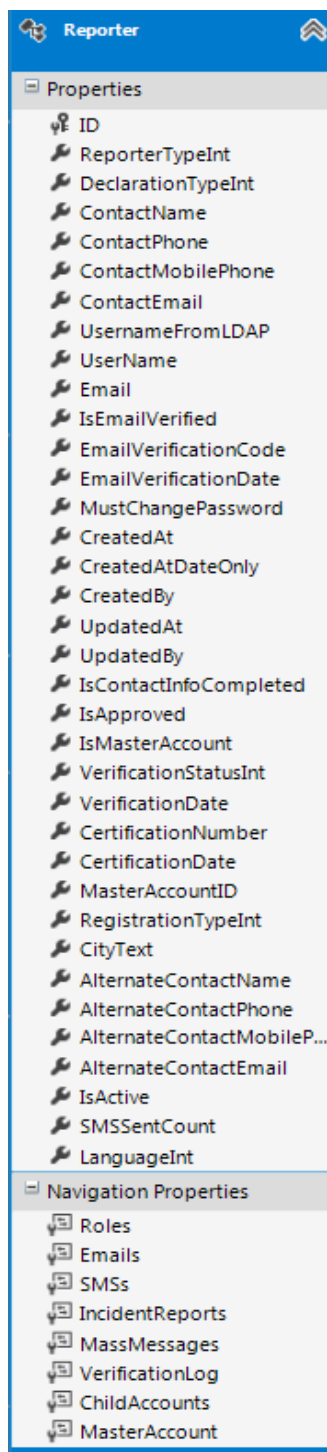 Reporter
Properties
ID
ReporterTypeInt
DeclarationTypeInt
ContactName
ContactPhone
ContactMobilePhone
ContactEmail
UsernameFromLDAP
UserName
Email
IsEmailVerified
EmailVerificationCode
EmailVerificationDate
MustChangePassword
CreatedAt
CreatedAtDateOnly
CreatedBy
UpdatedAt
UpdatedBy
IsContactInfoCompleted
IsApproved
IsMasterAccount
VerificationStatusInt
VerificationDate
CertificationNumber
CertificationDate
MasterAccountID
RegistrationTypeInt
CityText
AlternateContactName
AlternateContactPhone
AlternateContactMobileP...
AlternateContactEmail
IsActive
SMSSentCount
LanguageInt
Navigation Properties
Roles
Emails
SMSs
IncidentReports
MassMessages
VerificationLog
ChildAccounts
MasterAccount